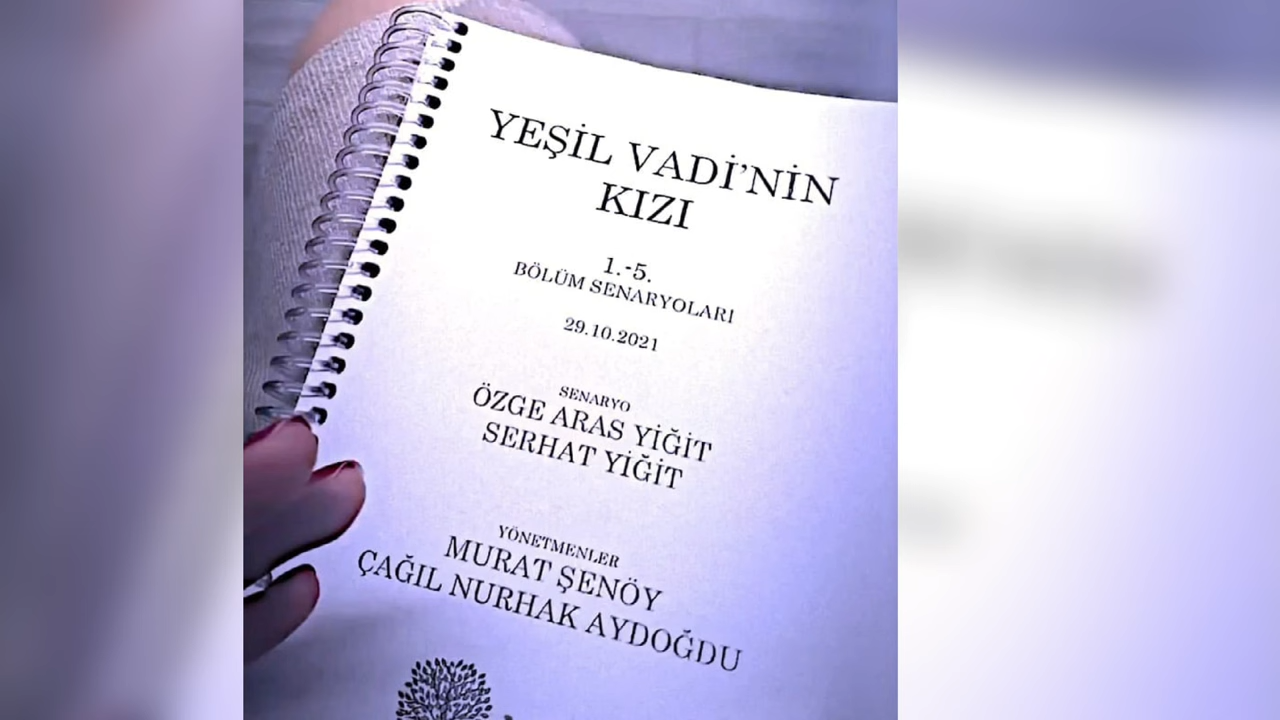 YEŞİL VADİ'NİN
KIZI
1.-5.
BÖLÜM SENARYOLARI
29.10.2021
SENARYO
ÖZGE ARAS YİĞİT
SERHAT YİĞİT
YÖNETMENLER
MURAT ŞENÖY
ÇAĞIL NURHAK AYDOĞDU